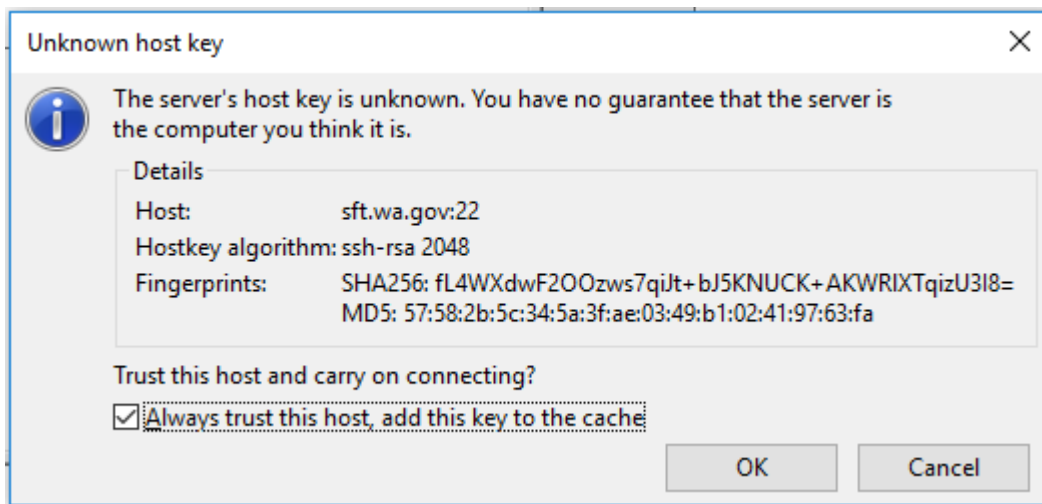 Unknown host key
The server's host key is unknown. You have no guarantee that the server is
the computer you think it is.
Details
Host: sft.wa.gov:22
Hostkey algorithm: ssh-rsa 2048
Fingerprints: SHA256: fL4WXdwF2OOzws7qiJt+bJ5KNUCK+AKWRIXTqizU3I8=
MD5: 57:58:2b:5c:34:5a:3f:ae:03:49:b1:02:41:97:63:fa
Trust this host and carry on connecting?
Always trust this host, add this key to the cache
OK Cancel